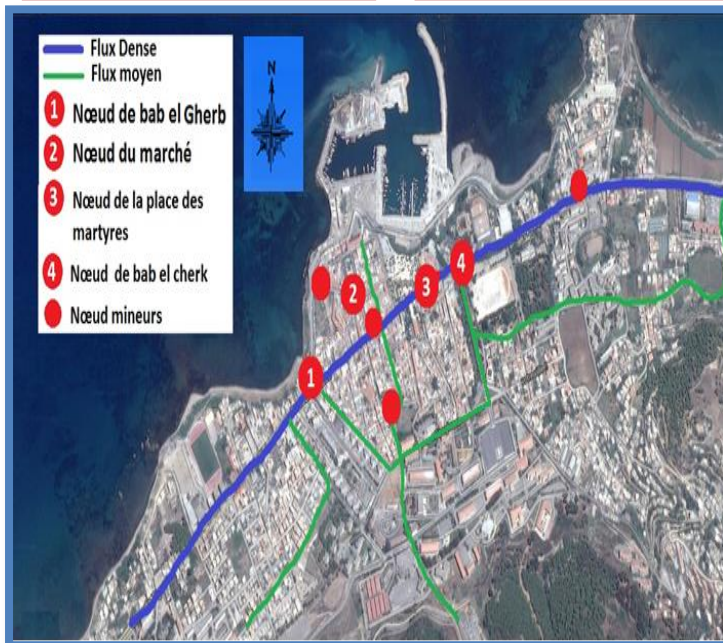 Flux Dense
Flux moyen
N
1 Nœud de bab el Gherb
2 Nœud du marché
3 Nœud de la place des
martyres
4 Nœud de bab el cherk
Nœud mineurs
2
3
4
1